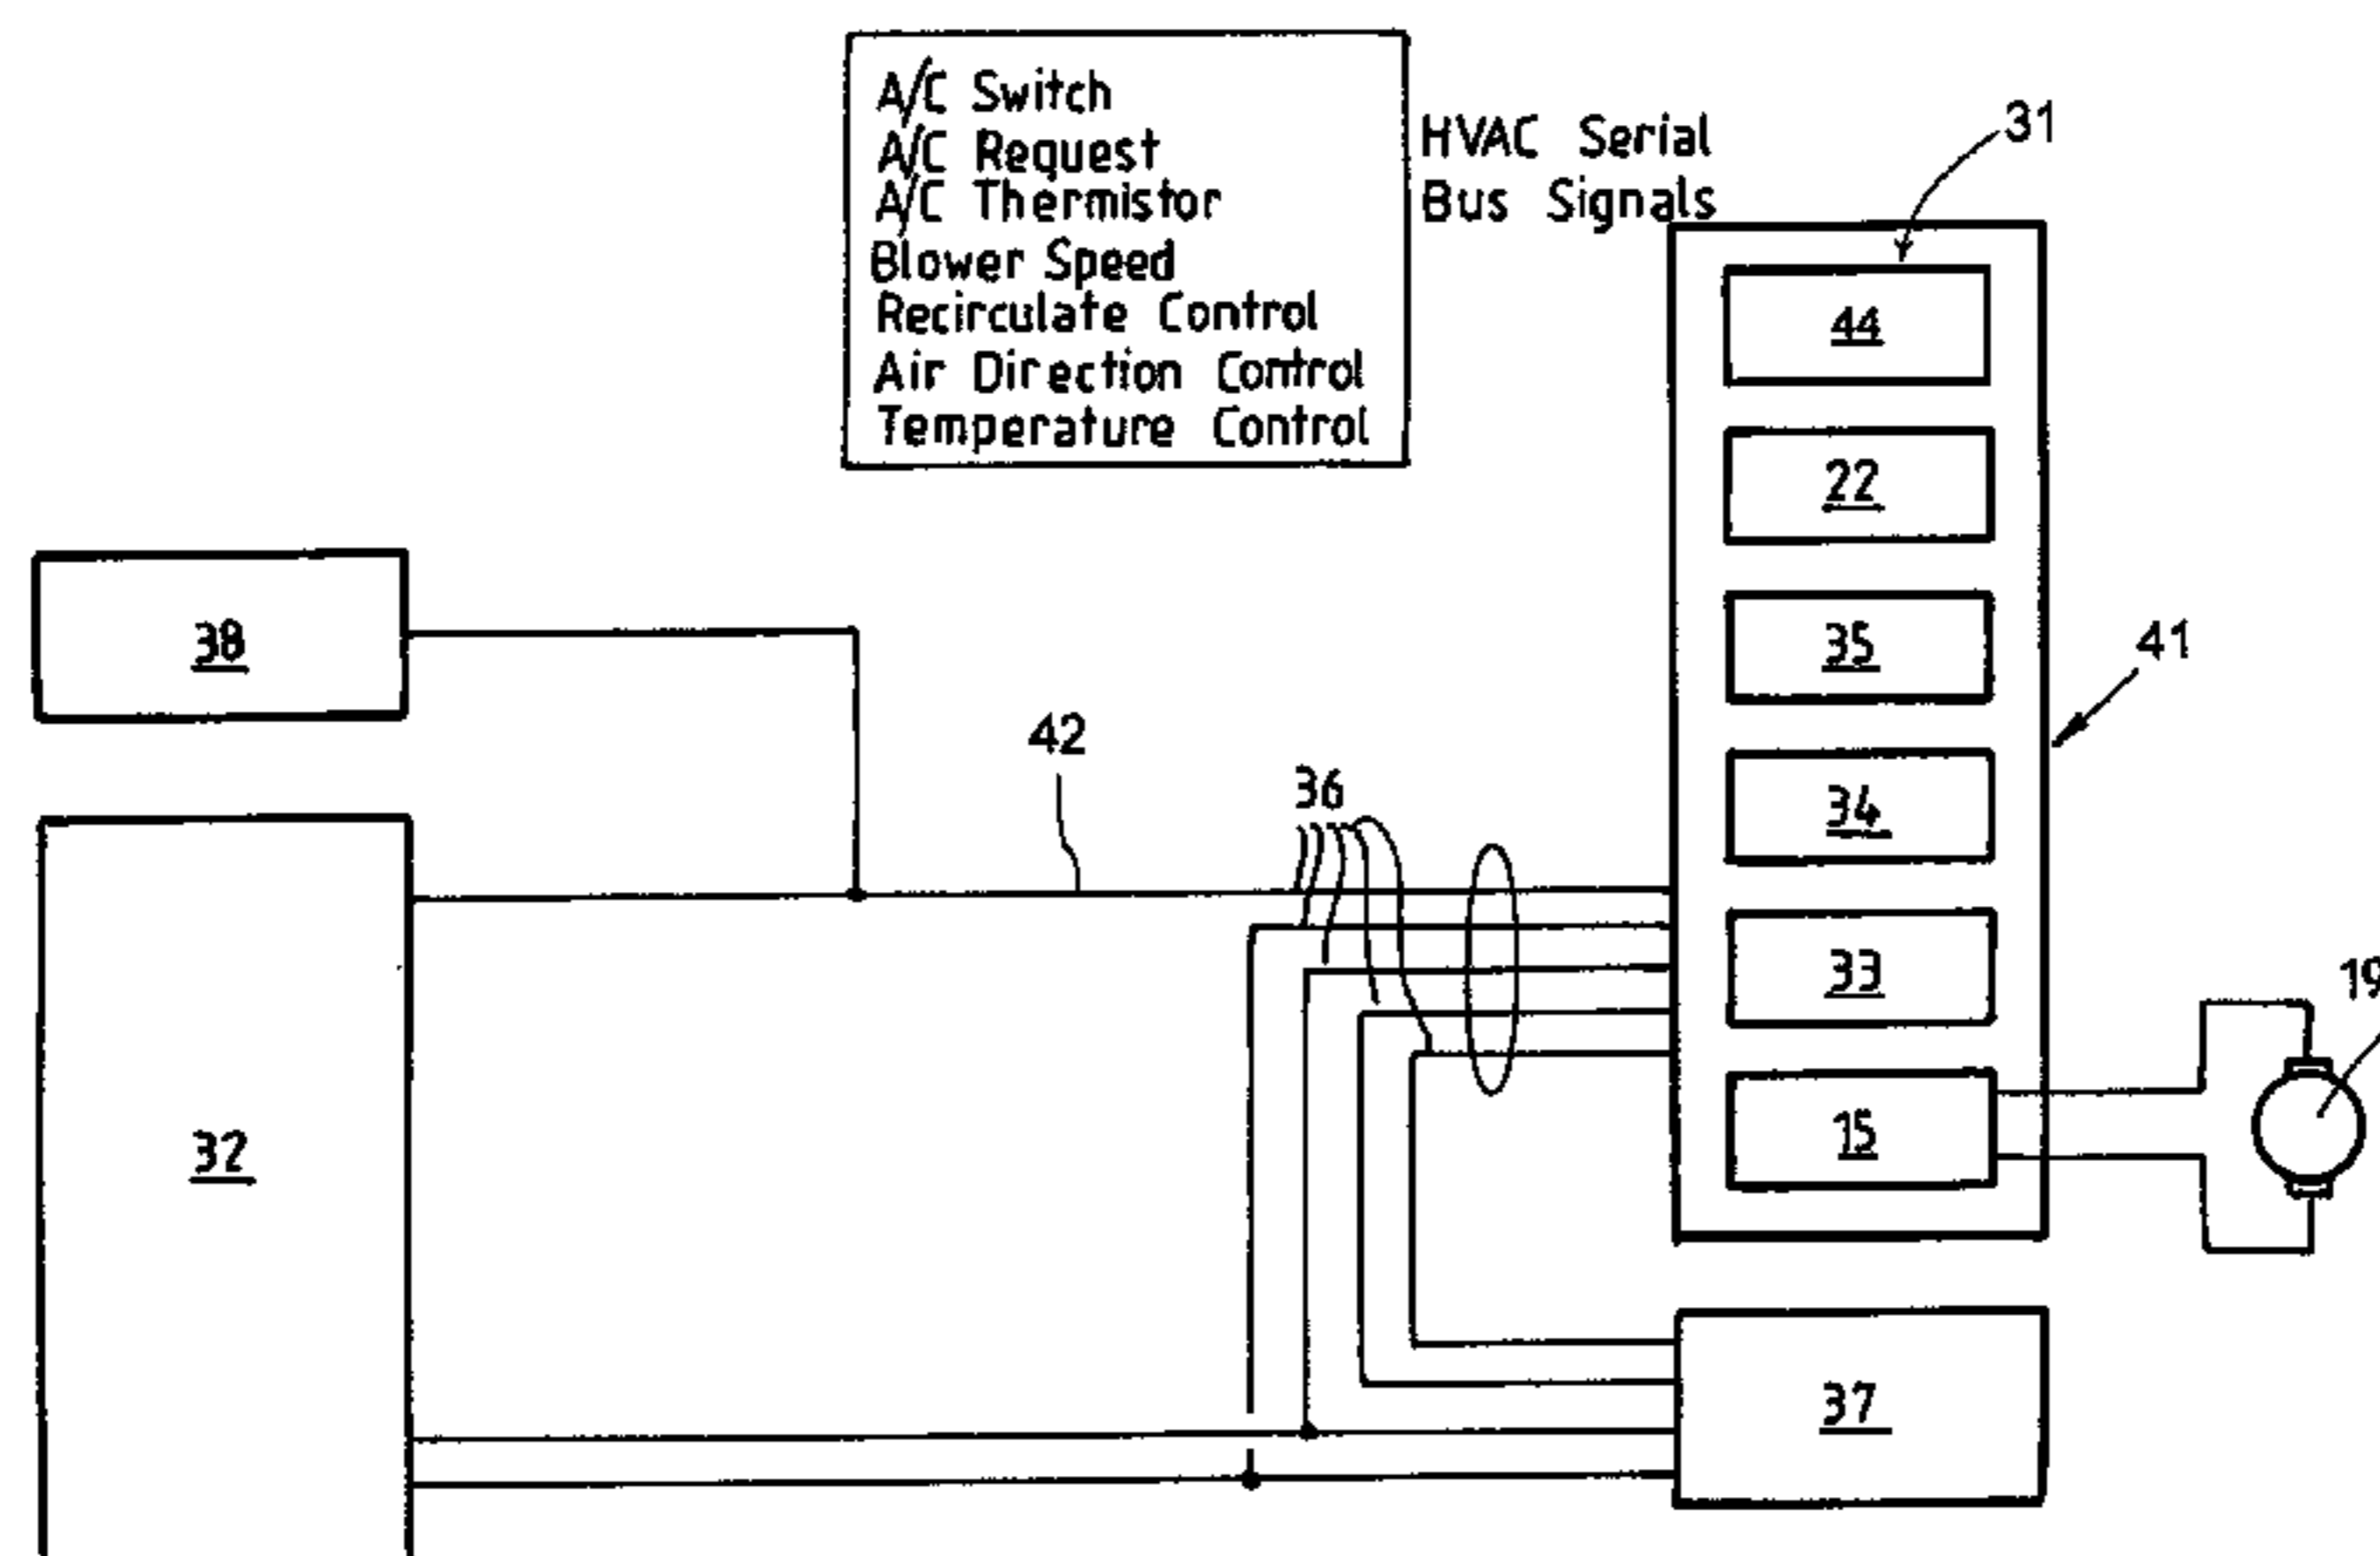 A/C Switch
A/C Request
A/C Thermistor
Blower Speed
Recirculate Control
Air Direction Control
Temperature Control
HVAC Serial
Bus Signals
31
44
22
35
41
34
33
15
19
38
42
36
32
37